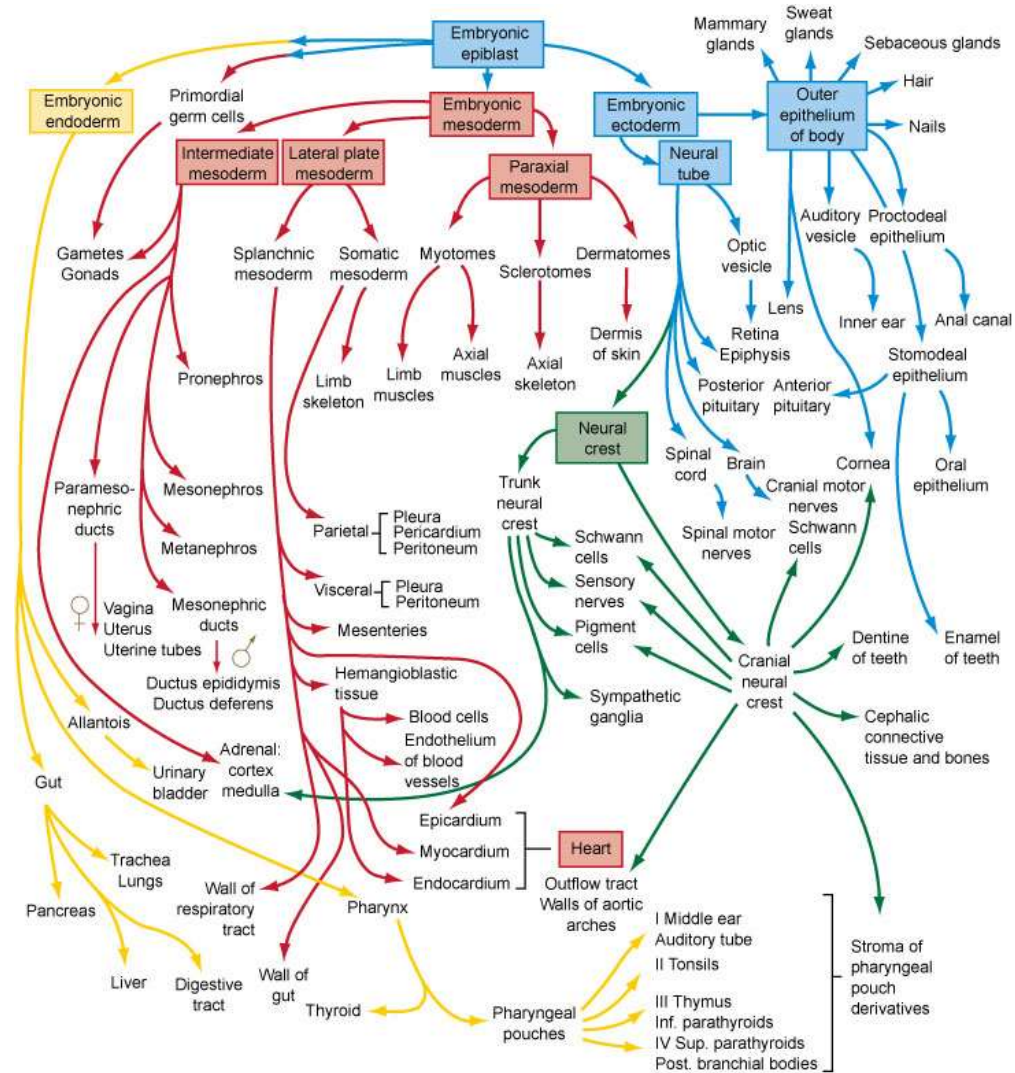 Embryonic
epiblast
Mammary
glands
Sweat
glands
Sebaceous glands
Hair
Nails
Embryonic
endoderm
Primordial
germ cells
Embryonic
mesoderm
Embryonic
ectoderm
Outer
epithelium
of body
Intermediate
mesoderm
Lateral plate
mesoderm
Paraxial
mesoderm
Neural
tube
Gametes
Gonads
Splanchnic
mesoderm
Somatic
mesoderm
Myotomes
Sclerotomes
Dermatomes
Optic
vesicle
Auditory
vesicle
Proctodeal
epithelium
Lens
Inner ear
Anal canal
Pronephros
Limb
skeleton
Limb
muscles
Axial
muscles
Axial
skeleton
Dermis
of skin
Retina
Epiphysis
Posterior
pituitary
Anterior
pituitary
Stomodeal
epithelium
Neural
crest
Spinal
cord
Brain
Cranial motor
nerves
Cornea
Oral
epithelium
Parameso-
nephric
ducts
Mesonephros
Metanephros
Parietal
Pleura
Pericardium
Peritoneum
Trunk
neural
crest
Spinal motor
nerves
Schwann
cells
Schwann
cells
Sensory
nerves
Pigment
cells
Visceral
Pleura
Peritoneum
Mesenteries
♀
Vagina
Uterus
Uterine tubes
Mesonephric
ducts
♂
Ductus epididymis
Ductus deferens
Hemangioblastic
tissue
Blood cells
Endothelium
of blood
vessels
Sympathetic
ganglia
Cranial
neural
crest
Dentine
of teeth
Enamel
of teeth
Cephalic
connective
tissue and bones
Allantois
Urinary
bladder
Adrenal:
cortex
medulla
Gut
Epicardium
Myocardium
Endocardium
Heart
Outflow tract
Walls of aortic
arches
Trachea
Lungs
Pancreas
Liver
Digestive
tract
Wall of
respiratory
tract
Wall of
gut
Pharynx
Thyroid
Pharyngeal
pouches
I Middle ear
Auditory tube
II Tonsils
III Thymus
Inf. parathyroids
IV Sup. parathyroids
Post. branchial bodies
Stroma of
pharyngeal
pouch
derivatives